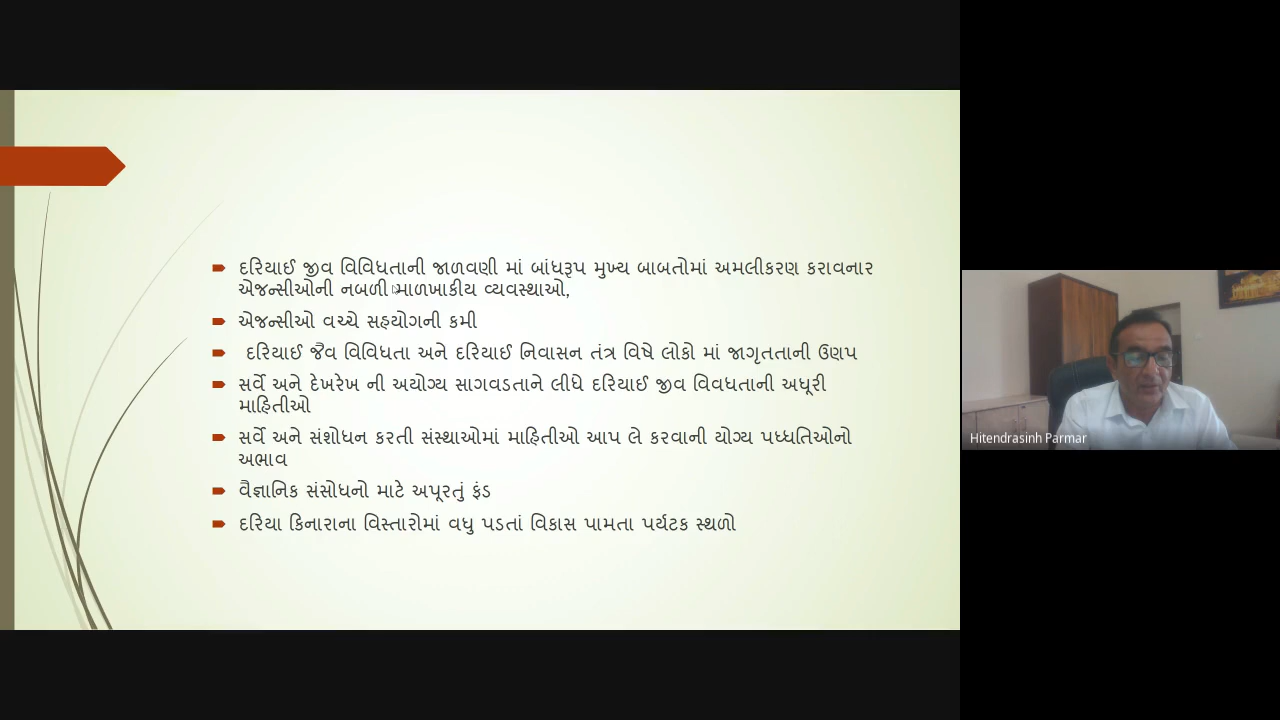 દરિયાઈ જીવ વિવિધતાની જાળવણી માં બાંધરૂપ મુખ્ય બાબતોમાં અમલીકરણ કરાવનાર
એજન્સીઓની નબળી માળખાકીય વ્યવસ્થાઓ,
એજન્સીઓ વચ્ચે સહયોગની કમી
દરિયાઈ જૈવ વિવિધતા અને દરિયાઈ નિવાસન તંત્ર વિષે લોકો માં જાગૃતતાની ઉણપ
સર્વે અને દેખરેખ ની અયોગ્ય સાગવડતાને લીધે દરિયાઈ જીવ વિવધતાની અધૂરી
માહિતીઓ
સર્વે અને સંશોધન કરતી સંસ્થાઓમાં માહિતીઓ આપ લે કરવાની યોગ્ય પધ્ધતિઓનો
અભાવ
વૈજ્ઞાનિક સંસોધનો માટે અપૂરતું ફંડ
દરિયા કિનારાના વિસ્તારોમાં વધુ પડતાં વિકાસ પામતા પર્યટક સ્થળો
Hitendrasinh Parmar